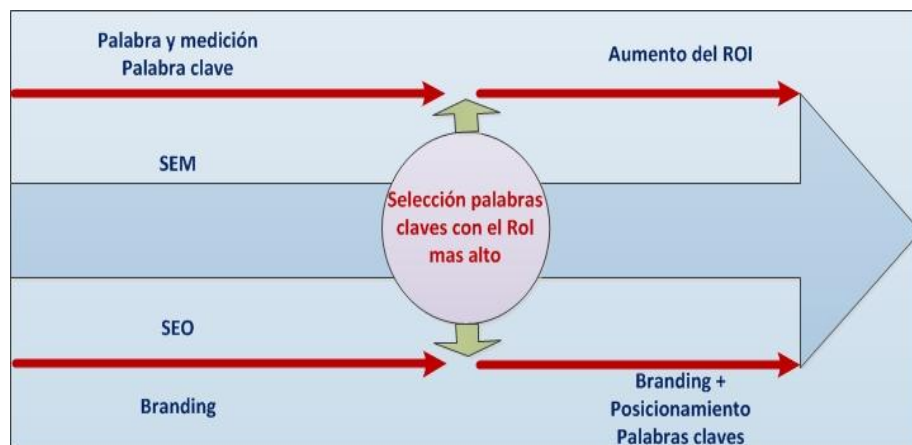 Palabra y medición
Palabra clave
Aumento del ROI
SEM
Selección palabras
claves con el RoI
mas alto
SEO
Branding
Branding +
Posicionamiento
Palabras claves